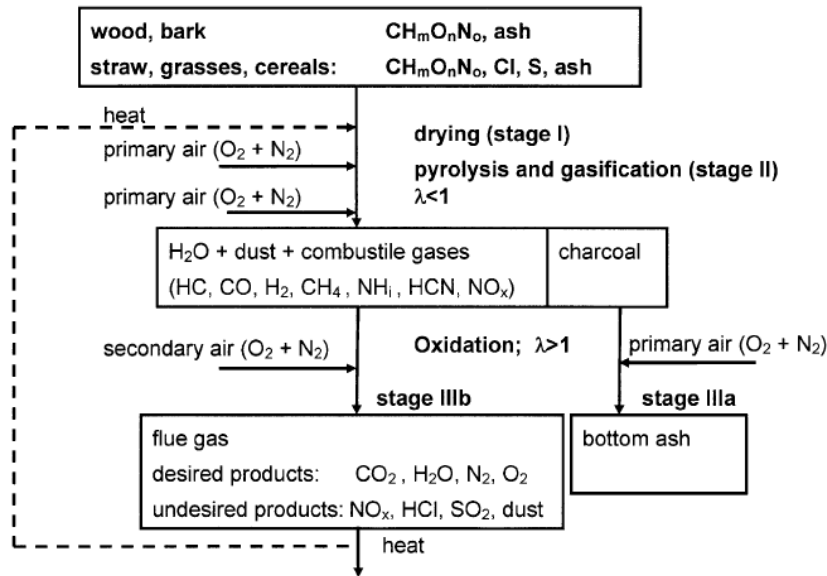 wood, bark CHₘOₙNₒ, ash
straw, grasses, cereals: CHₘOₙNₒ, Cl, S, ash
heat
drying (stage I)
primary air (O₂ + N₂)
pyrolysis and gasification (stage II)
primary air (O₂ + N₂)
λ<1
H₂O + dust + combustile gases
(HC, CO, H₂, CH₄ , NHᵢ , HCN, NOₓ)
charcoal
secondary air (O₂ + N₂)
Oxidation; λ>1
primary air (O₂ + N₂)
stage IIIb
stage IIIa
flue gas
desired products: CO₂ , H₂O, N₂, O₂
undesired products: NOₓ, HCl, SO₂, dust
bottom ash
heat